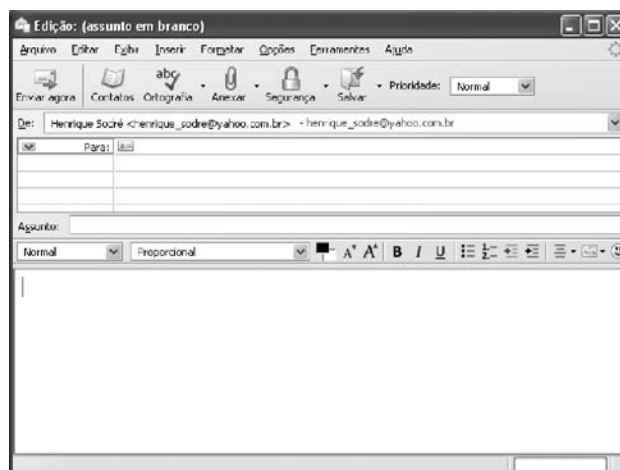 Edição: (assunto em branco)
Arquivo Editar Exibir Inserir Formatar Opções Ferramentas Ajuda
Enviar agora Contatos Ortografia Anexar Segurança Salvar Prioridade: Normal
De: Henrique Sodré <henrique_sodre@yahoo.com.br> - henrique_sodre@yahoo.com.br
Para:
Assunto:
Normal Proporcional A A B I U